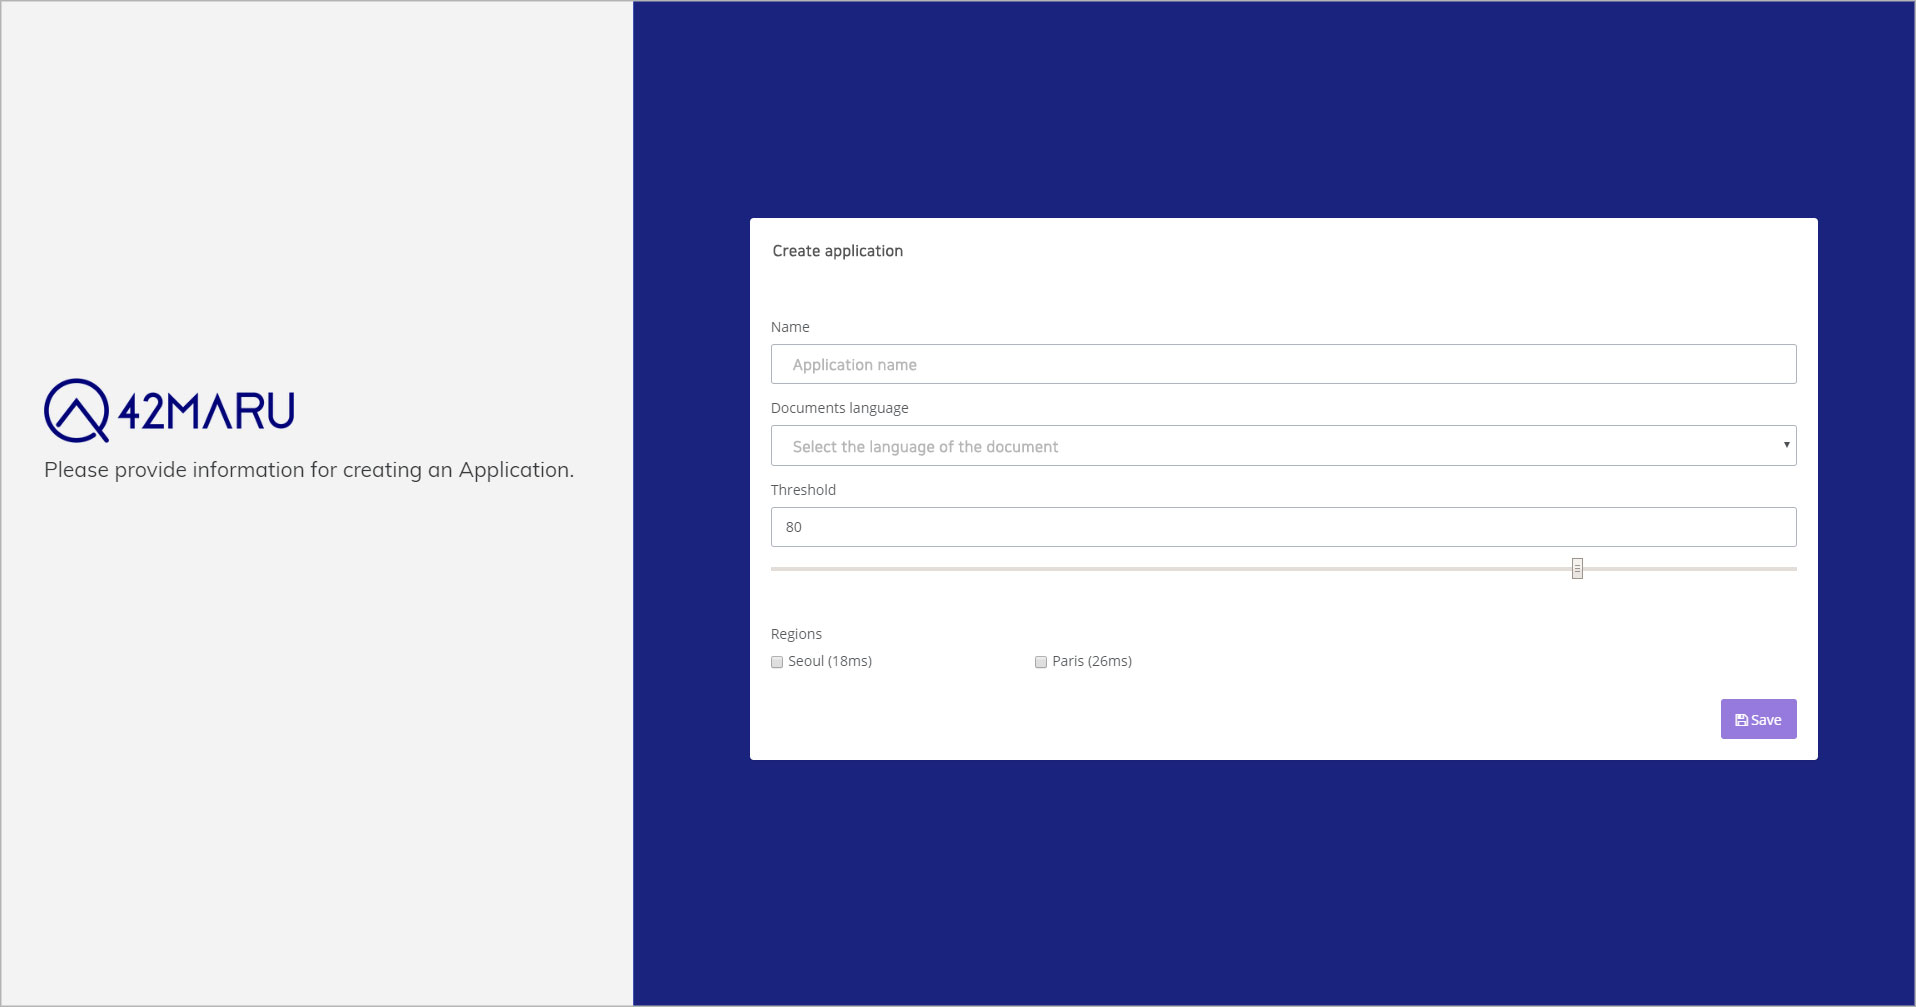 42MARU
Please provide information for creating an Application.
Create application
Name
Application name
Documents language
Select the language of the document
Threshold
80
Regions
Seoul (18ms) Paris (26ms)
Save